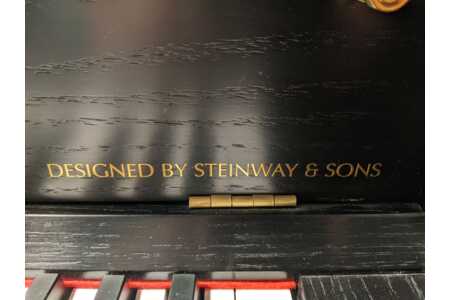 DESIGNED BY STEINWAY & SONS